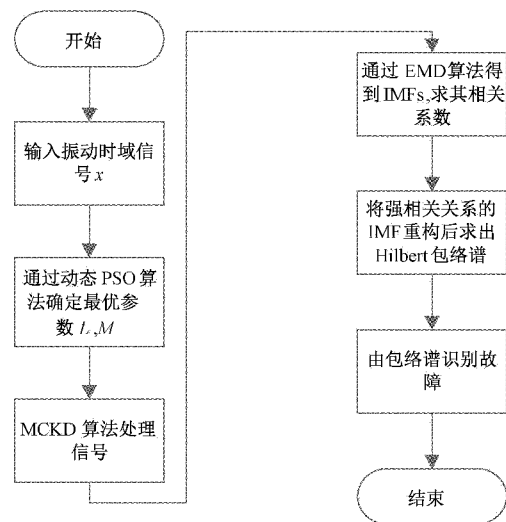 开始
输入振动时域信
号x
通过动态 PSO 算
法确定最优参
数 L ,M
MCKD 算法处理
信号
通过 EMD 算法得
到 IMFs,求其相关
系数
将强相关关系的
IMF 重构后求出
Hilbert 包络谱
由包络谱识别故
障
结束